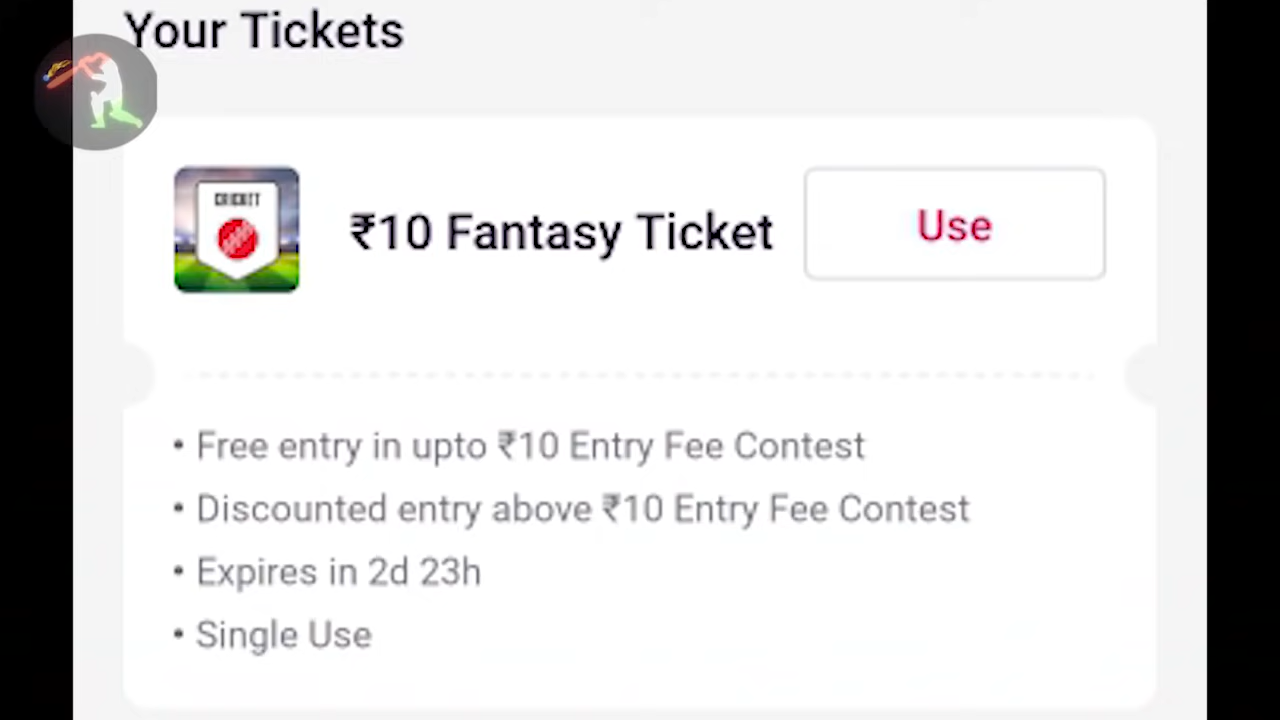 Your Tickets
CRICKET
₹10 Fantasy Ticket
Use
• Free entry in upto ₹10 Entry Fee Contest
• Discounted entry above ₹10 Entry Fee Contest
• Expires in 2d 23h
• Single Use